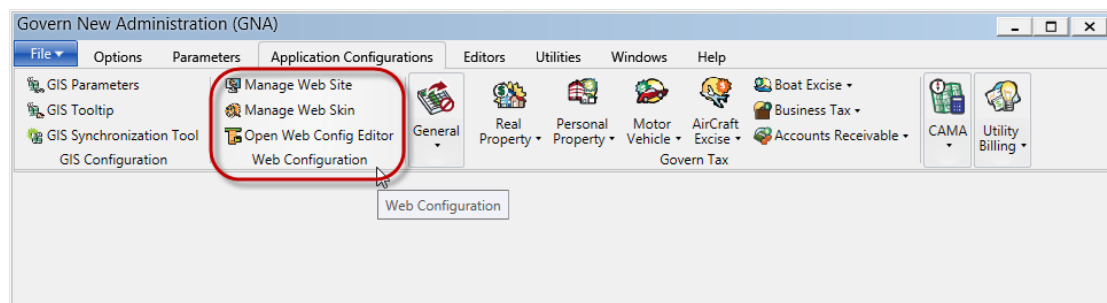 Govern New Administration (GNA)
File Options Parameters Application Configurations Editors Utilities Windows Help
GIS Parameters
GIS Tooltip
GIS Synchronization Tool
GIS Configuration
Manage Web Site
Manage Web Skin
Open Web Config Editor
Web Configuration
General
Real
Property
Personal
Property
Motor
Vehicle
AirCraft
Excise
Boat Excise
Business Tax
Accounts Receivable
Govern Tax
CAMA
Utility
Billing
Web Configuration